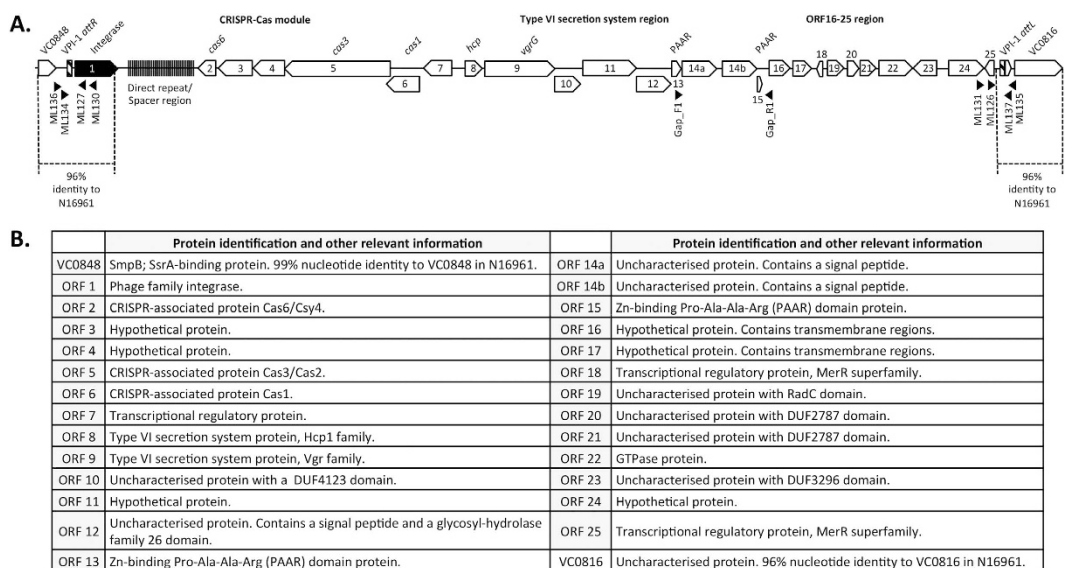 A.
CRISPR-Cas module
Type VI secretion system region
ORF16-25 region
VC0848
VPI-1 attR
Integrase
cas6
cas3
cas1
hcp
vgrG
PAAR
PAAR
VPI-1 attL
VC0816
1
2
3
4
5
6
7
8
9
10
11
12
13
14a
14b
15
16
17
18
19
20
21
22
23
24
25
Direct repeat/
Spacer region
ML136
ML134
ML127
ML130
Gap_F1
Gap_R1
ML131
ML126
ML137
ML135
96%
identity to
N16961
96%
identity to
N16961
B.
Protein identification and other relevant information Protein identification and other relevant information
VC0848 SmpB; SsrA-binding protein. 99% nucleotide identity to VC0848 in N16961. ORF 14a Uncharacterised protein. Contains a signal peptide.
ORF 1 Phage family integrase. ORF 14b Uncharacterised protein. Contains a signal peptide.
ORF 2 CRISPR-associated protein Cas6/Csy4. ORF 15 Zn-binding Pro-Ala-Ala-Arg (PAAR) domain protein.
ORF 3 Hypothetical protein. ORF 16 Hypothetical protein. Contains transmembrane regions.
ORF 4 Hypothetical protein. ORF 17 Hypothetical protein. Contains transmembrane regions.
ORF 5 CRISPR-associated protein Cas3/Cas2. ORF 18 Transcriptional regulatory protein, MerR superfamily.
ORF 6 CRISPR-associated protein Cas1. ORF 19 Uncharacterised protein with RadC domain.
ORF 7 Transcriptional regulatory protein. ORF 20 Uncharacterised protein with DUF2787 domain.
ORF 8 Type VI secretion system protein, Hcp1 family. ORF 21 Uncharacterised protein with DUF2787 domain.
ORF 9 Type VI secretion system protein, Vgr family. ORF 22 GTPase protein.
ORF 10 Uncharacterised protein with a DUF4123 domain. ORF 23 Uncharacterised protein with DUF3296 domain.
ORF 11 Hypothetical protein. ORF 24 Hypothetical protein.
ORF 12 Uncharacterised protein. Contains a signal peptide and a glycosyl-hydrolase
family 26 domain. ORF 25 Transcriptional regulatory protein, MerR superfamily.
ORF 13 Zn-binding Pro-Ala-Ala-Arg (PAAR) domain protein. VC0816 Uncharacterised protein. 96% nucleotide identity to VC0816 in N16961.